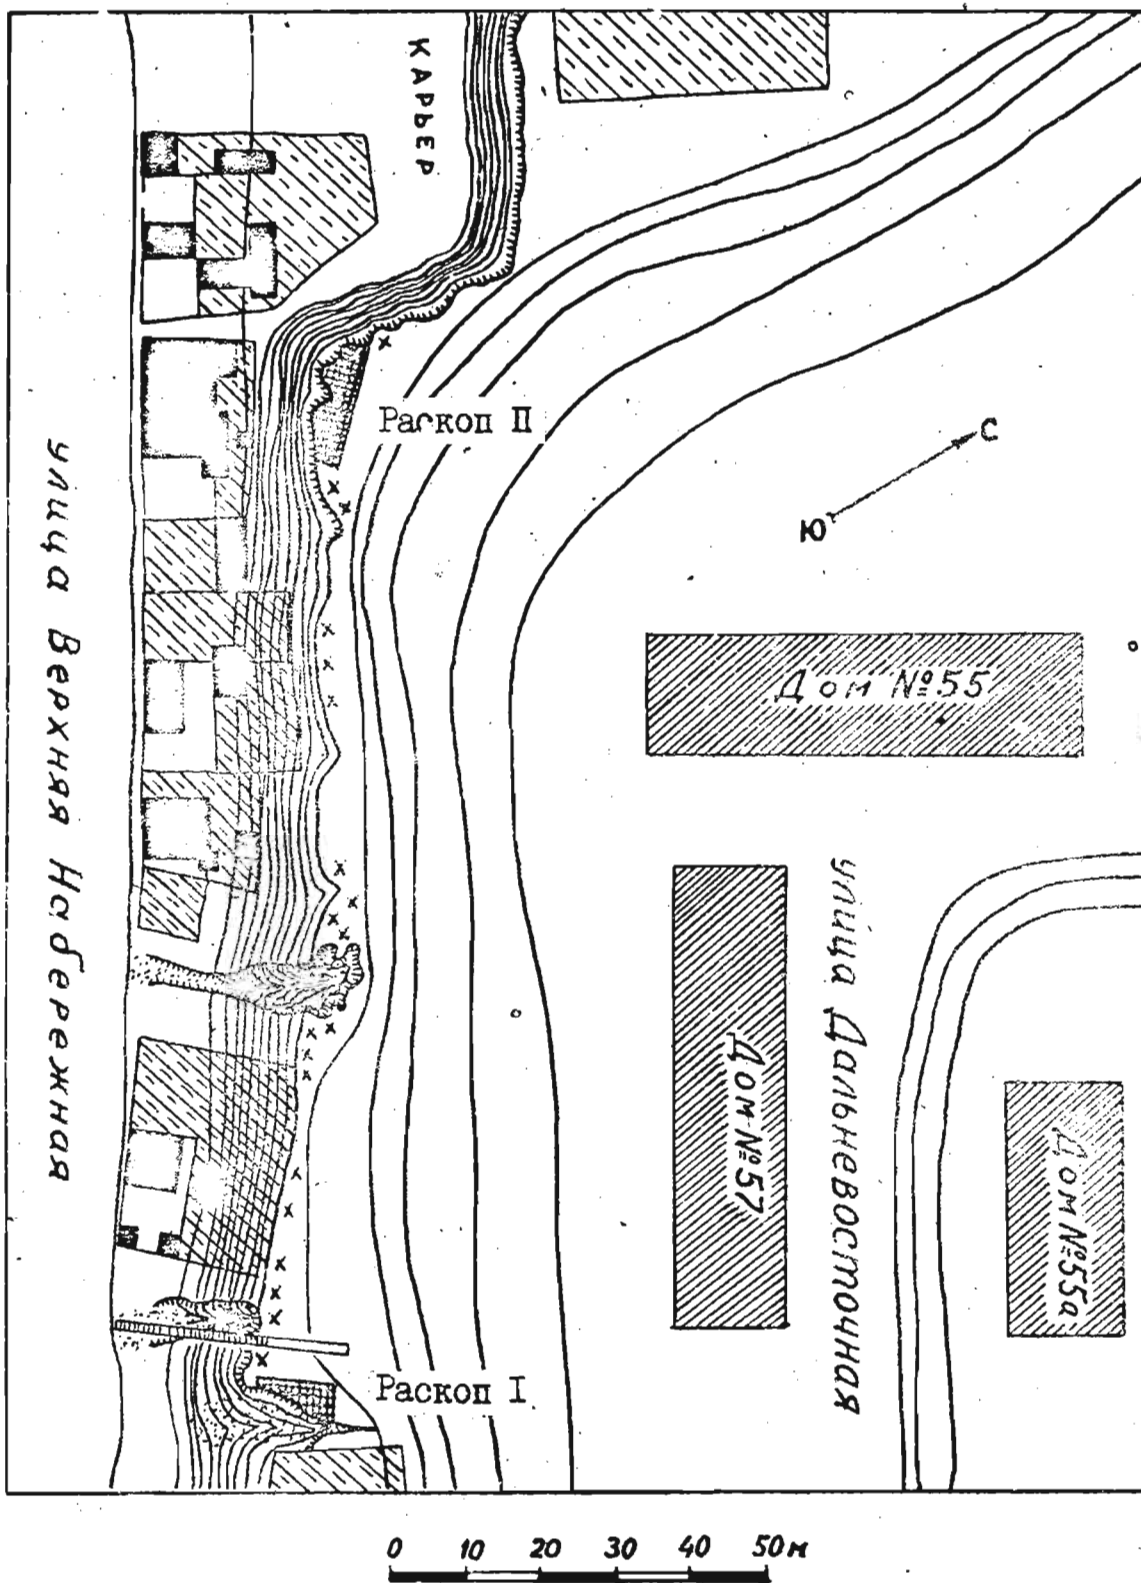 КАРЬЕР
Раскоп II
С
Ю
Дом №55
улица Верхняя Набережная
улица Дальневосточная
Дом №57
Дом №55а
Раскоп I
0 10 20 30 40 50м